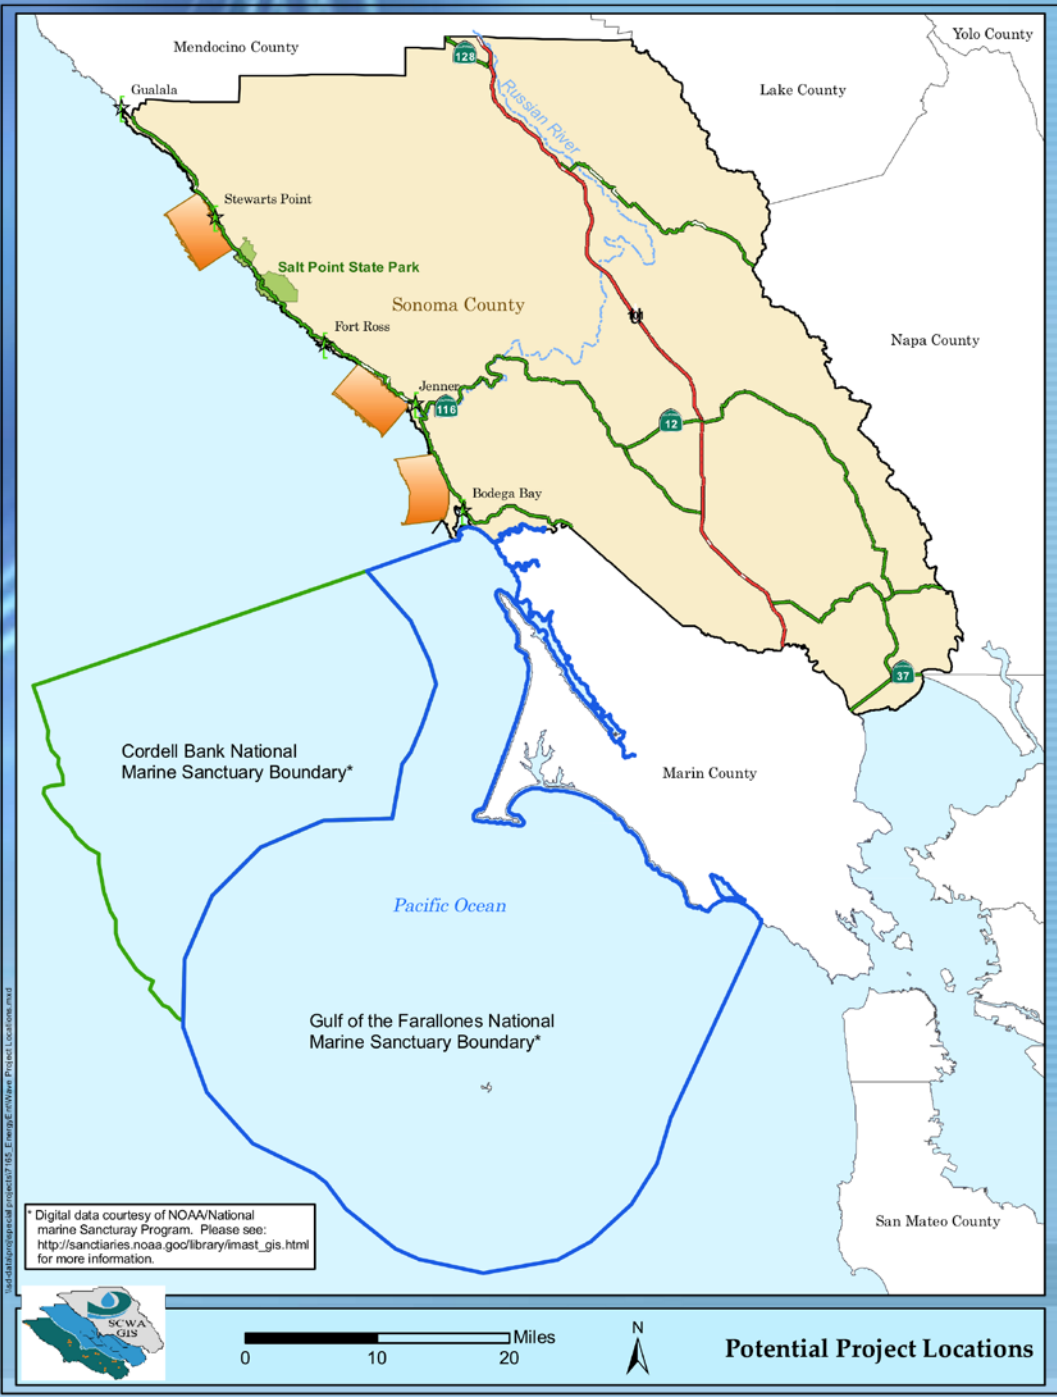 Yolo County
Mendocino County
128
Lake County
Gualala
Russian River
Stewarts Point
Salt Point State Park
Sonoma County
Fort Ross
101
Napa County
Jenner
116
12
Bodega Bay
37
Cordell Bank National
Marine Sanctuary Boundary*
Marin County
Pacific Ocean
Gulf of the Farallones National
Marine Sanctuary Boundary*
* Digital data courtesy of NOAA/National
marine Sancturay Program.  Please see:
http://sanctiaries.noaa.goc/library/imast_gis.html
for more information.
San Mateo County
SCWA
GIS
Miles
0 10 20
N
Potential Project Locations